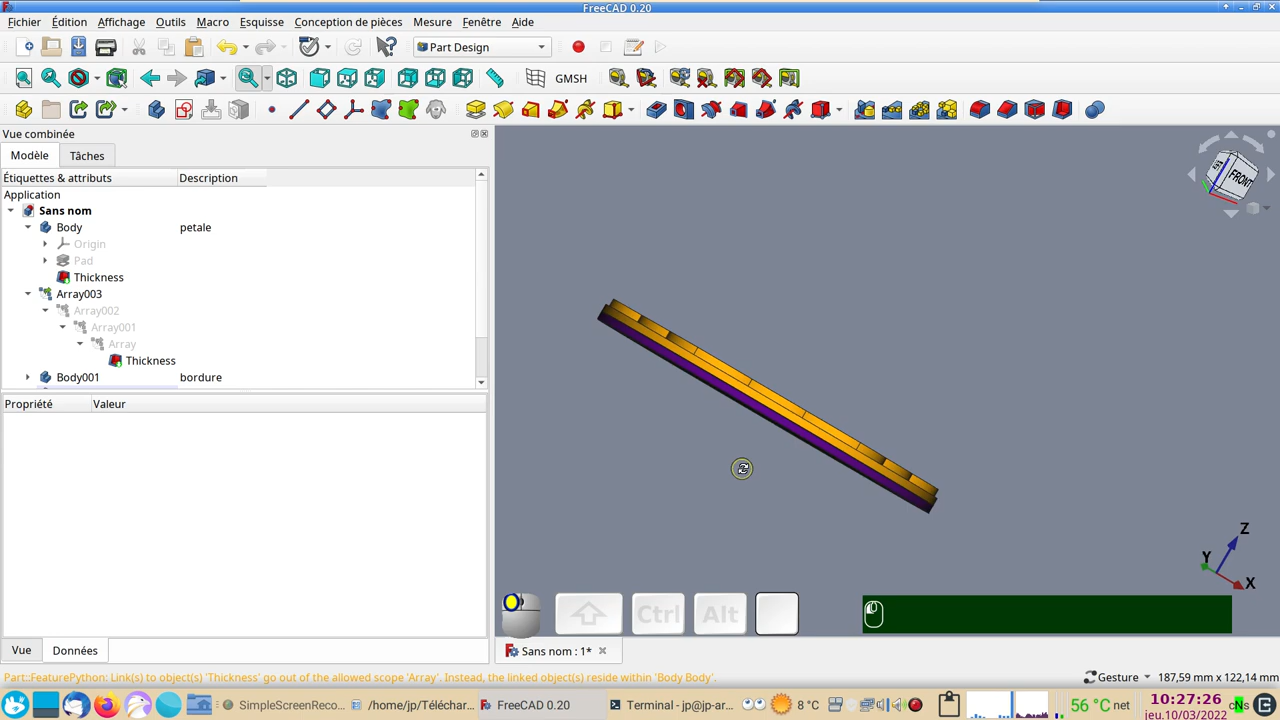 FreeCAD 0.20
Fichier Édition Affichage Outils Macro Esquisse Conception de pièces Mesure Fenêtre Aide
Part Design
GMSH
Vue combinée
Modèle Tâches
Étiquettes & attributs Description
Application
Sans nom
Body petale
Origin
Pad
Thickness
Array003
Array002
Array001
Array
Thickness
Body001 bordure
Propriété Valeur
FRONT
Z
Y
X
Ctrl Alt
Vue Données
Sans nom : 1*
Part::FeaturePython: Link(s) to object(s) 'Thickness' go out of the allowed scope 'Array'. Instead, the linked object(s) reside within 'Body Body'.
Gesture 187,59 mm x 122,14 mm
SimpleScreenReco... /home/jp/Téléchar... FreeCAD 0.20 Terminal - jp@jp-ar... 8 °C 56 °C net 10:27:26
jeu.10/03/2022